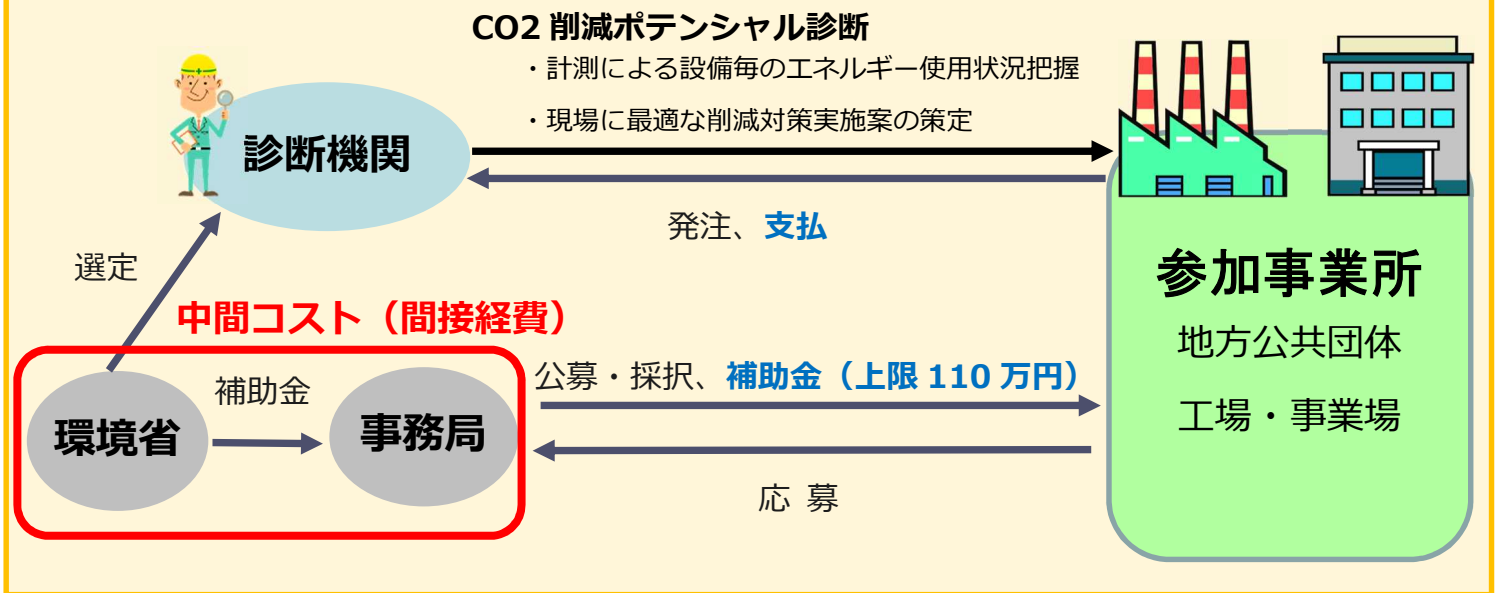 CO2 削減ポテンシャル診断
・計測による設備毎のエネルギー使用状況把握
・現場に最適な削減対策実施案の策定
診断機関
発注、支払
選定
中間コスト（間接経費）
参加事業所
地方公共団体
工場・事業場
公募・採択、補助金（上限 110 万円）
補助金
環境省
事務局
応 募